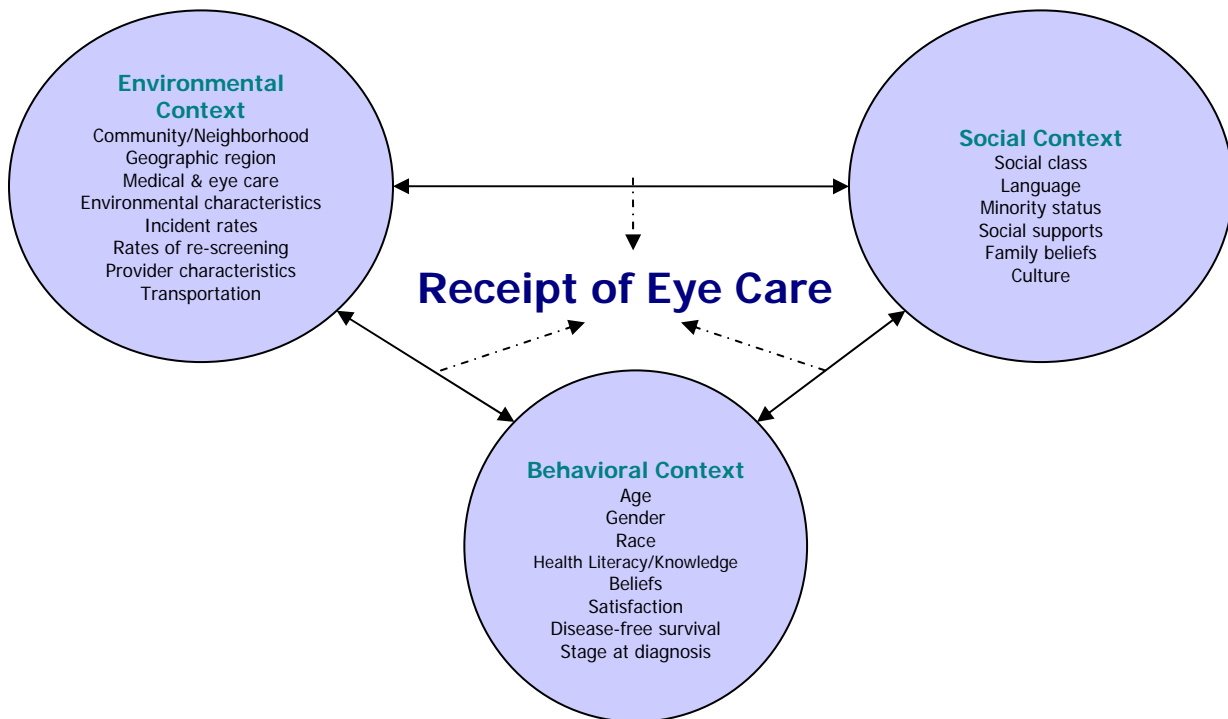 Environmental
Context
Community/Neighborhood
Geographic region
Medical & eye care
Environmental characteristics
Incident rates
Rates of re-screening
Provider characteristics
Transportation
Social Context
Social class
Language
Minority status
Social supports
Family beliefs
Culture
Receipt of Eye Care
Behavioral Context
Age
Gender
Race
Health Literacy/Knowledge
Beliefs
Satisfaction
Disease-free survival
Stage at diagnosis